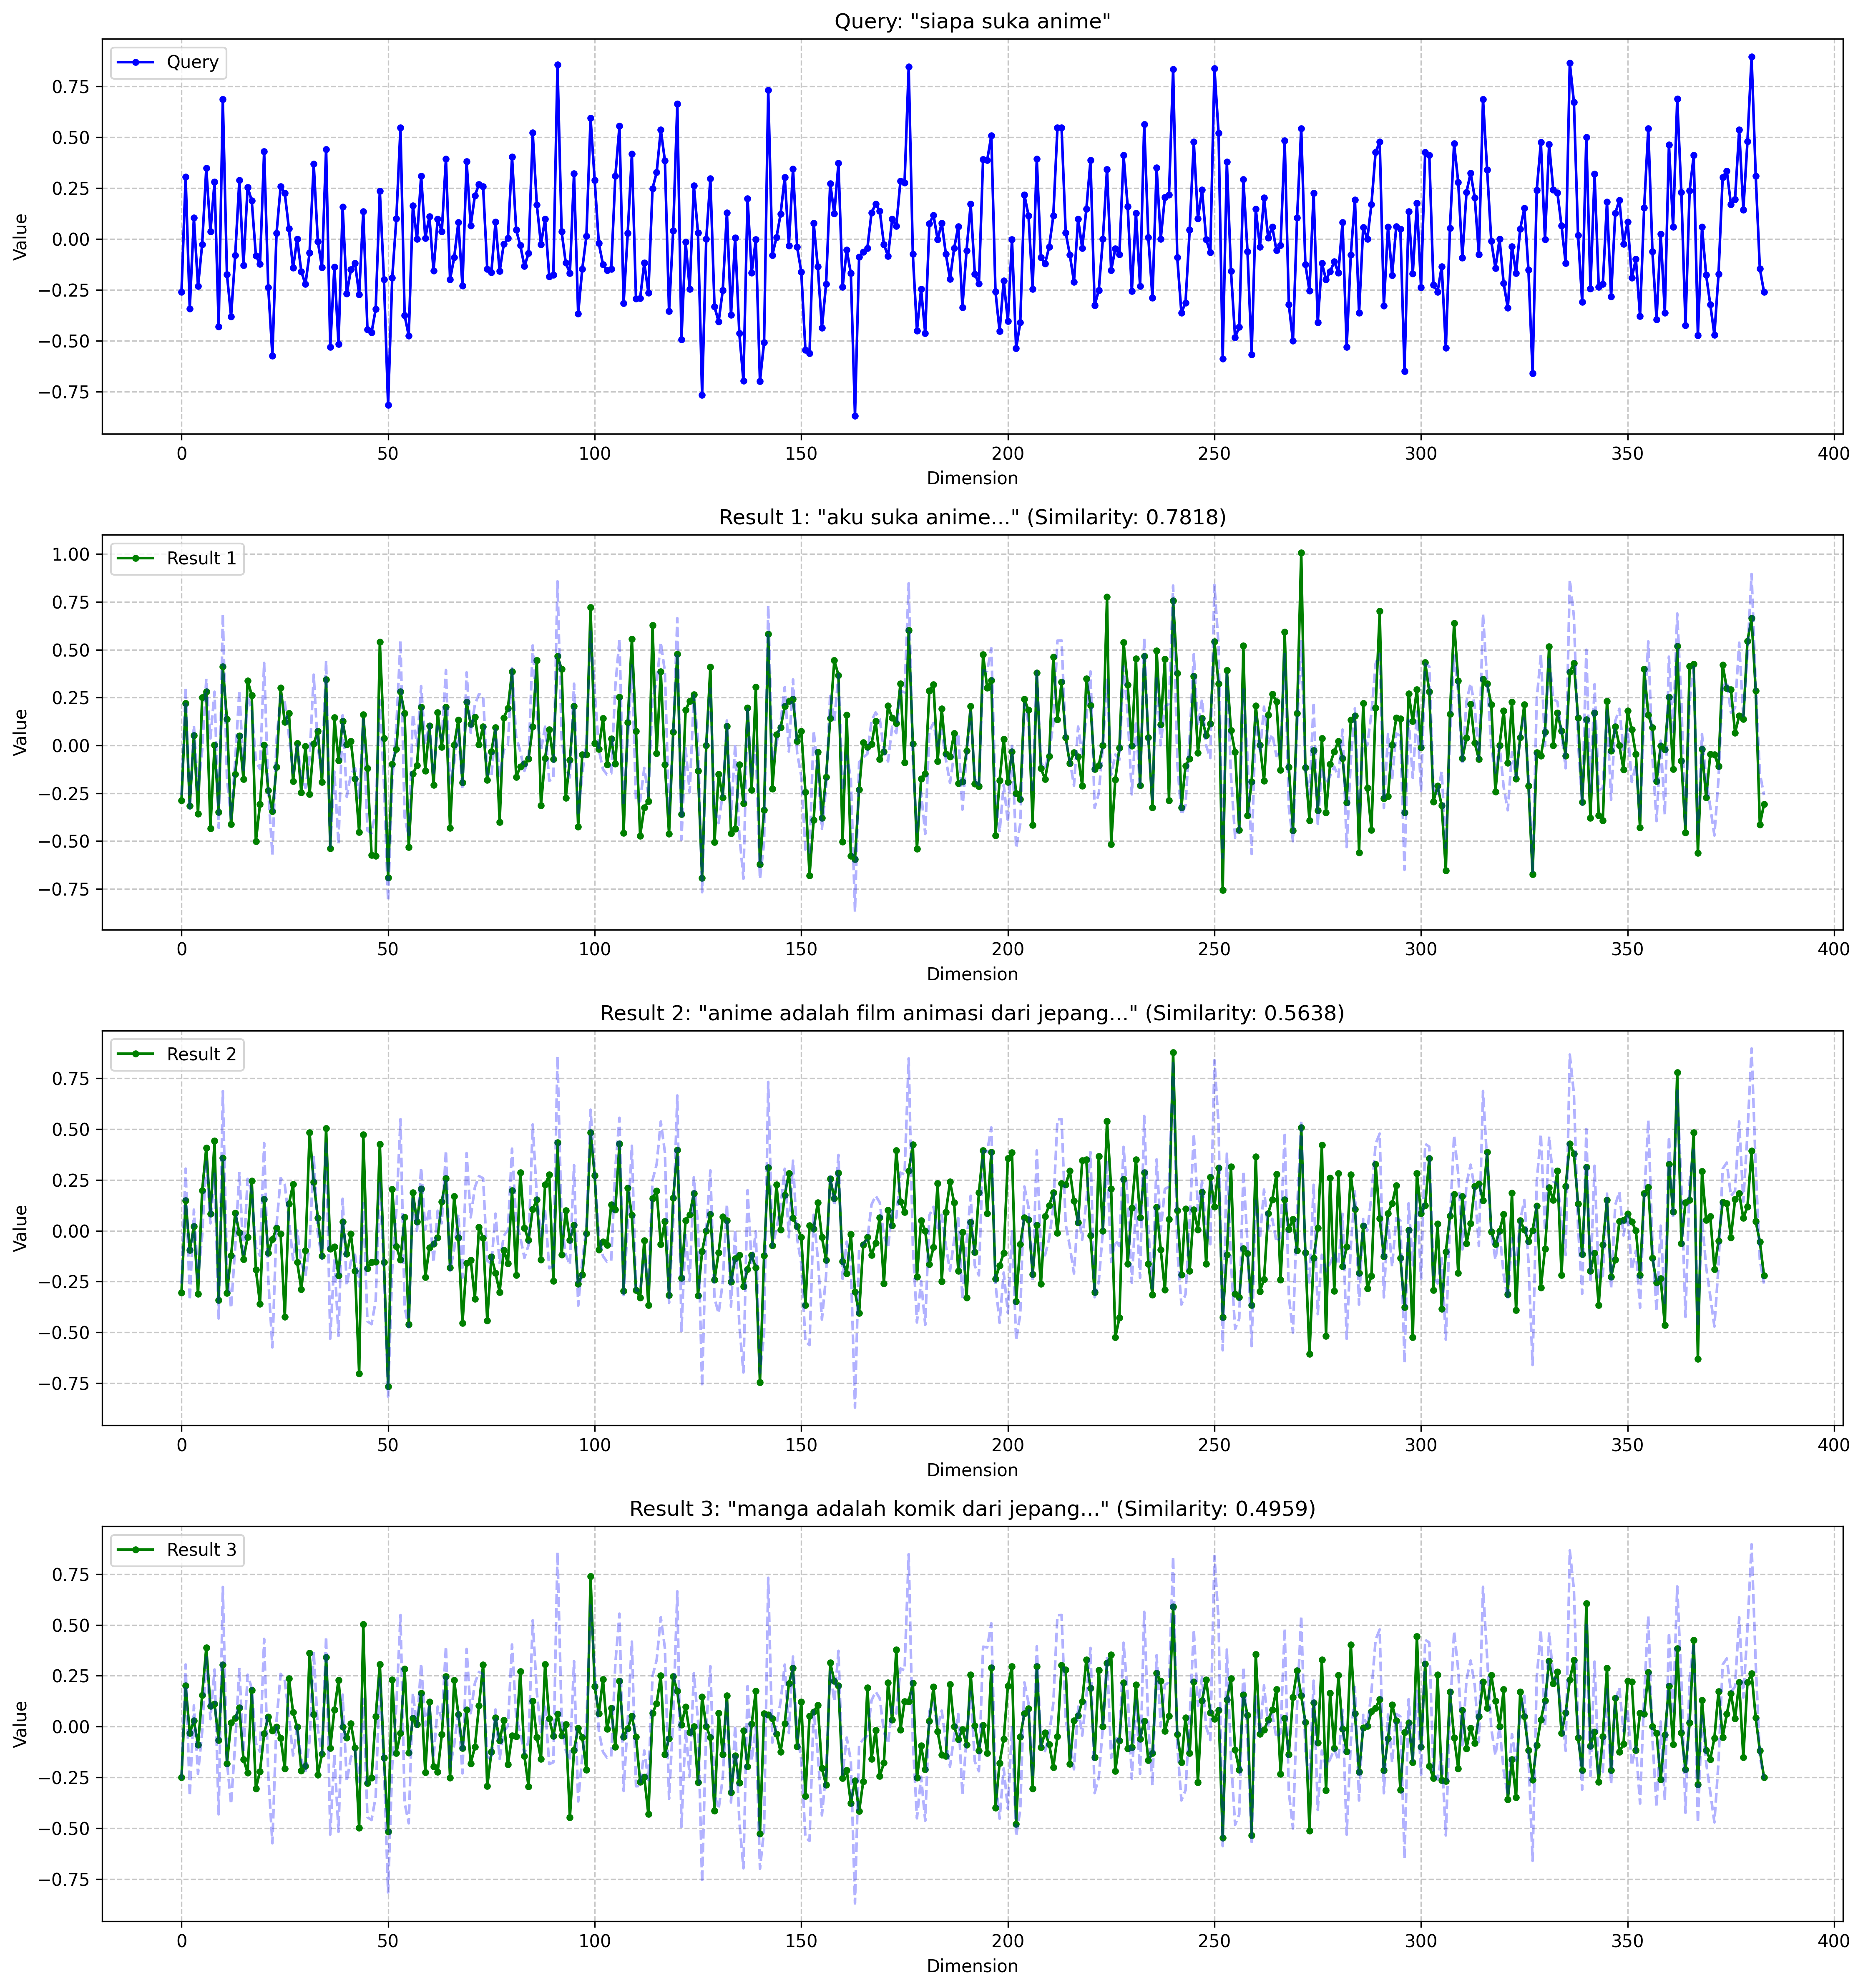 Query: "siapa suka anime"
Query
0.75
0.50
0.25
0.00
−0.25
−0.50
−0.75
Value
0 50 100 150 200 250 300 350 400
Dimension
Result 1: "aku suka anime..." (Similarity: 0.7818)
Result 1
1.00
0.75
0.50
0.25
0.00
−0.25
−0.50
−0.75
Value
0 50 100 150 200 250 300 350 400
Dimension
Result 2: "anime adalah film animasi dari jepang..." (Similarity: 0.5638)
Result 2
0.75
0.50
0.25
0.00
−0.25
−0.50
−0.75
Value
0 50 100 150 200 250 300 350 400
Dimension
Result 3: "manga adalah komik dari jepang..." (Similarity: 0.4959)
Result 3
0.75
0.50
0.25
0.00
−0.25
−0.50
−0.75
Value
0 50 100 150 200 250 300 350 400
Dimension